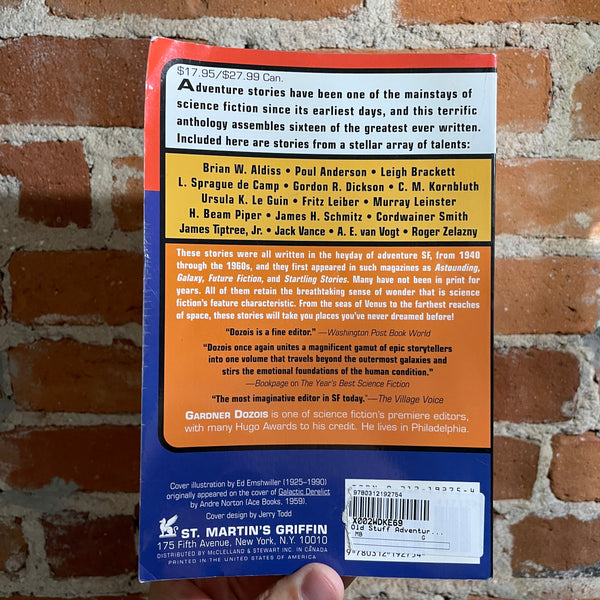 $17.95/$27.99 Can.
Adventure stories have been one of the mainstays of
science fiction since its earliest days, and this terrific
anthology assembles sixteen of the greatest ever written.
Included here are stories from a stellar array of talents:
Brian W. Aldiss • Poul Anderson • Leigh Brackett
L. Sprague de Camp • Gordon R. Dickson • C. M. Kornbluth
Ursula K. Le Guin • Fritz Leiber • Murray Leinster
H. Beam Piper • James H. Schmitz • Cordwainer Smith
James Tiptree, Jr. • Jack Vance • A. E. van Vogt • Roger Zelazny
These stories were all written in the heyday of adventure SF, from 1940
through the 1960s, and they first appeared in such magazines as Astounding,
Galaxy, Future Fiction, and Startling Stories. Many have not been in print for
years. All of them retain the breathtaking sense of wonder that is science
fiction's feature characteristic. From the seas of Venus to the farthest reaches
of space, these stories will take you places you've never dreamed before!
"Dozois is a fine editor." —Washington Post Book World
"Dozois once again unites a magnificent gamut of epic storytellers
into one volume that travels beyond the outermost galaxies and
stirs the emotional foundations of the human condition."
—Bookpage on The Year's Best Science Fiction
"The most imaginative editor in SF today."—The Village Voice
Gardner Dozois is one of science fiction's premiere editors,
with many Hugo Awards to his credit. He lives in Philadelphia.
Cover illustration by Ed Emshwiller (1925–1990)
originally appeared on the cover of Galactic Derelict
by Andre Norton (Ace Books, 1959).
Cover design by Jerry Todd
ST. MARTIN'S GRIFFIN
175 Fifth Avenue, New York, N.Y. 10010
DISTRIBUTED BY McCLELLAND & STEWART INC. IN CANADA
PRINTED IN THE UNITED STATES OF AMERICA
9780312192754
X002WDKE69
Old Stuff Adventur...
MB G
9 780312 192754